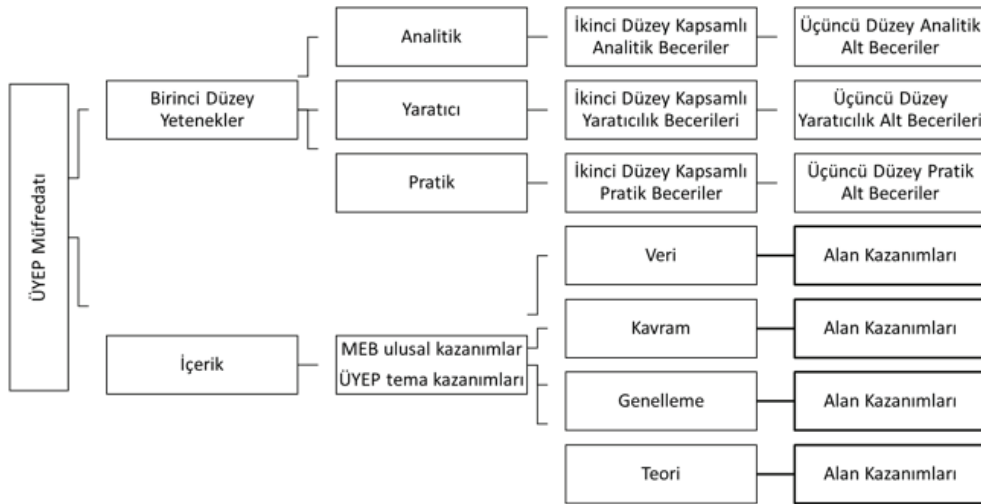 ÜYEP Müfredatı
Birinci Düzey
Yetenekler
Analitik
İkinci Düzey Kapsamlı
Analitik Beceriler
Üçüncü Düzey Analitik
Alt Beceriler
Yaratıcı
İkinci Düzey Kapsamlı
Yaratıcılık Becerileri
Üçüncü Düzey
Yaratıcılık Alt Becerileri
Pratik
İkinci Düzey Kapsamlı
Pratik Beceriler
Üçüncü Düzey Pratik
Alt Beceriler
İçerik
MEB ulusal kazanımlar
ÜYEP tema kazanımları
Veri
Alan Kazanımları
Kavram
Alan Kazanımları
Genelleme
Alan Kazanımları
Teori
Alan Kazanımları